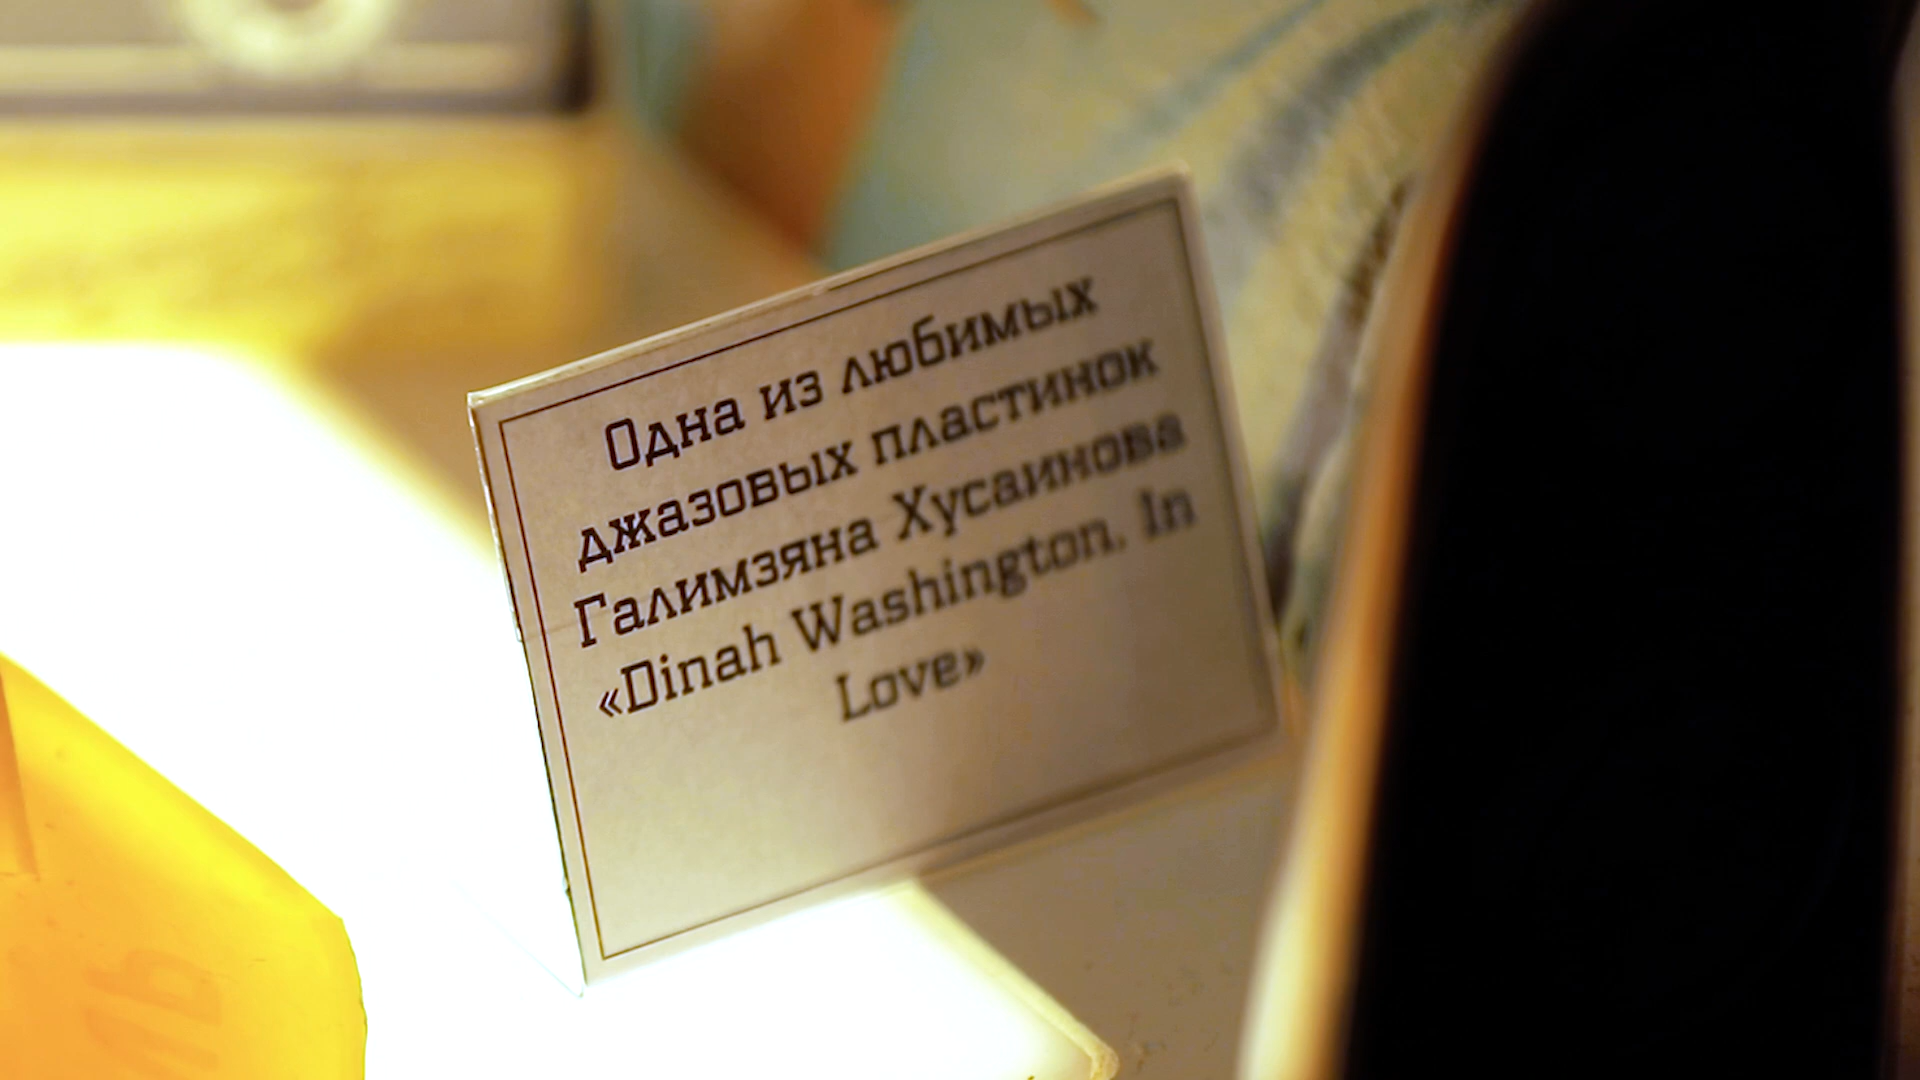 Одна из любимых
джазовых пластинок
Галимзяна Хусаинова
«Dinah Washington. In
Love»